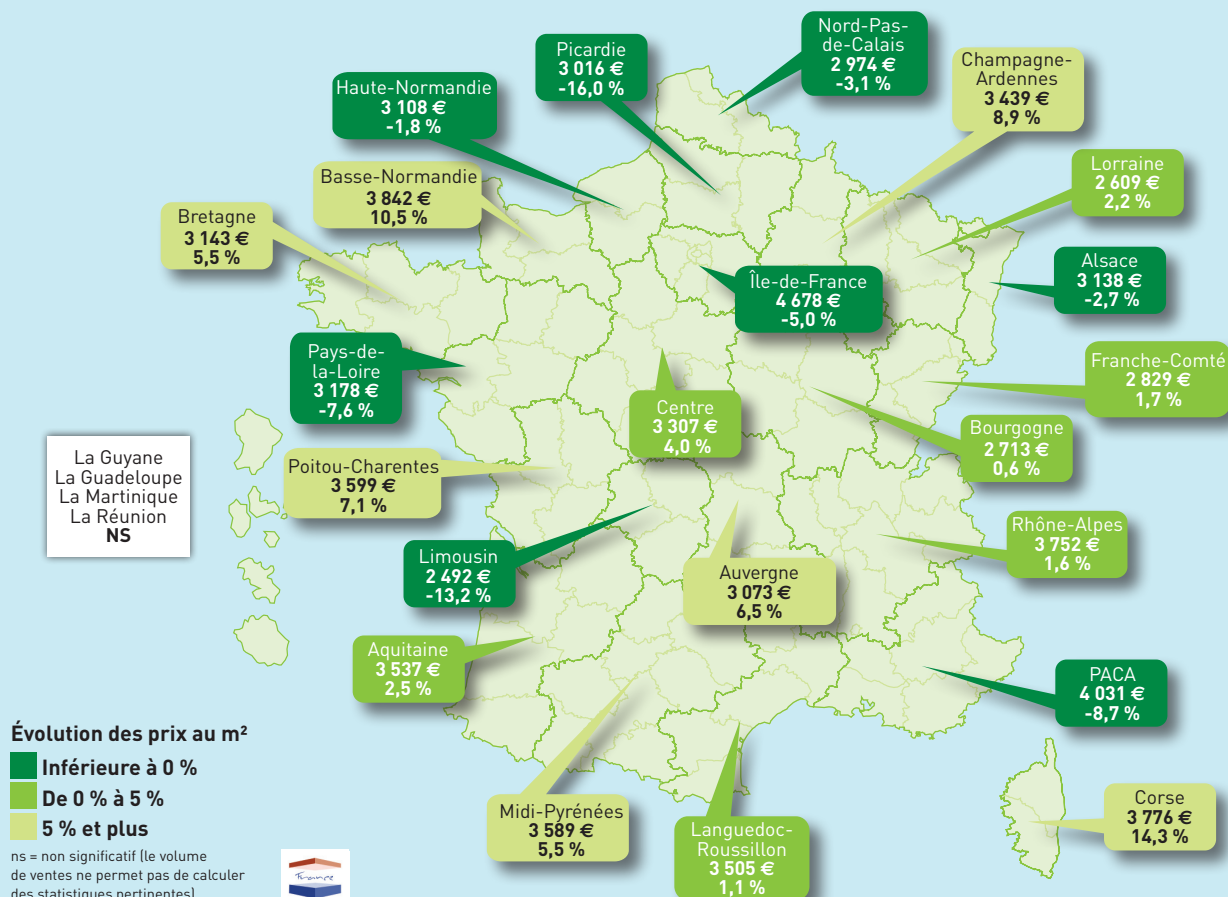 Nord-Pas-
de-Calais
2 974 €
-3,1 %
Picardie
3 016 €
-16,0 %
Champagne-
Ardennes
3 439 €
8,9 %
Haute-Normandie
3 108 €
-1,8 %
Lorraine
2 609 €
2,2 %
Basse-Normandie
3 842 €
10,5 %
Bretagne
3 143 €
5,5 %
Alsace
3 138 €
-2,7 %
Île-de-France
4 678 €
-5,0 %
Pays-de-
la-Loire
3 178 €
-7,6 %
Franche-Comté
2 829 €
1,7 %
Centre
3 307 €
4,0 %
Bourgogne
2 713 €
0,6 %
La Guyane
La Guadeloupe
La Martinique
La Réunion
NS
Poitou-Charentes
3 599 €
7,1 %
Rhône-Alpes
3 752 €
1,6 %
Limousin
2 492 €
-13,2 %
Auvergne
3 073 €
6,5 %
Aquitaine
3 537 €
2,5 %
PACA
4 031 €
-8,7 %
Midi-Pyrénées
3 589 €
5,5 %
Languedoc-
Roussillon
3 505 €
1,1 %
Corse
3 776 €
14,3 %
Évolution des prix au m²
Inférieure à 0 %
De 0 % à 5 %
5 % et plus
ns = non significatif (le volume
de ventes ne permet pas de calculer
des statistiques pertinentes)
France